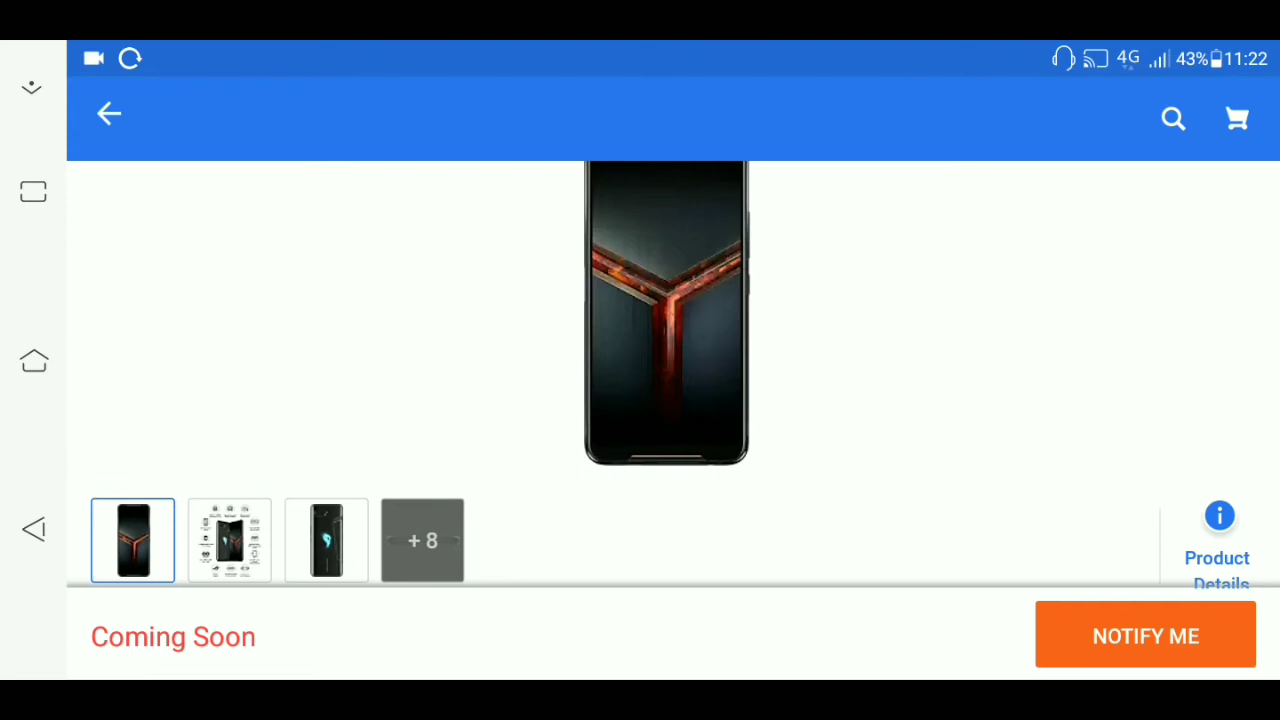 4G 43% 11:22
+ 8
Product
Details
Coming Soon
NOTIFY ME